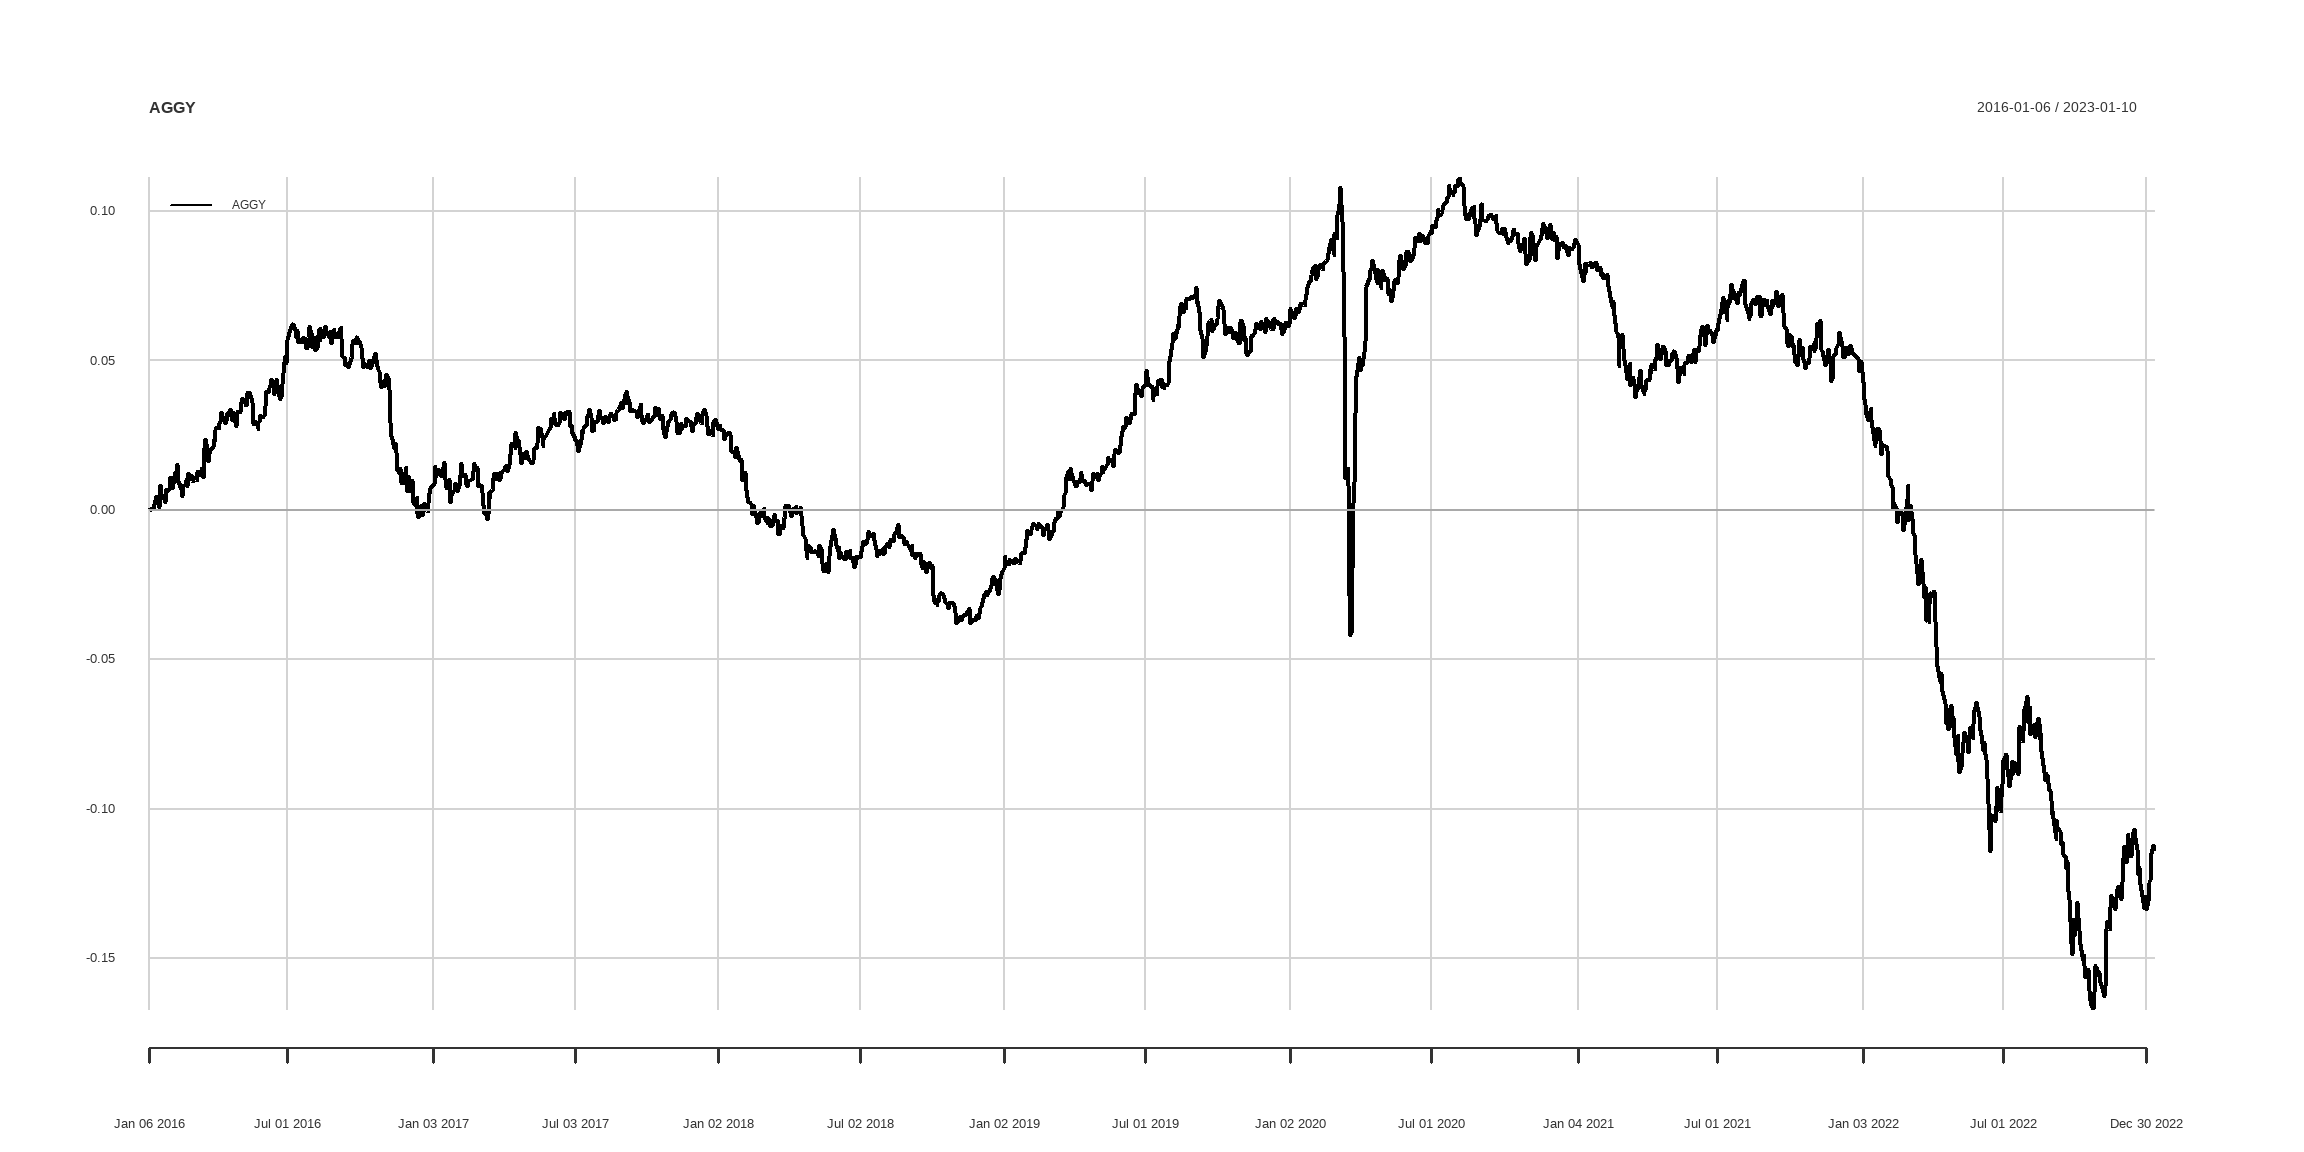 AGGY
2016-01-06 / 2023-01-10
AGGY
0.10
0.05
0.00
-0.05
-0.10
-0.15
Jan 06 2016
Jul 01 2016
Jan 03 2017
Jul 03 2017
Jan 02 2018
Jul 02 2018
Jan 02 2019
Jul 01 2019
Jan 02 2020
Jul 01 2020
Jan 04 2021
Jul 01 2021
Jan 03 2022
Jul 01 2022
Dec 30 2022